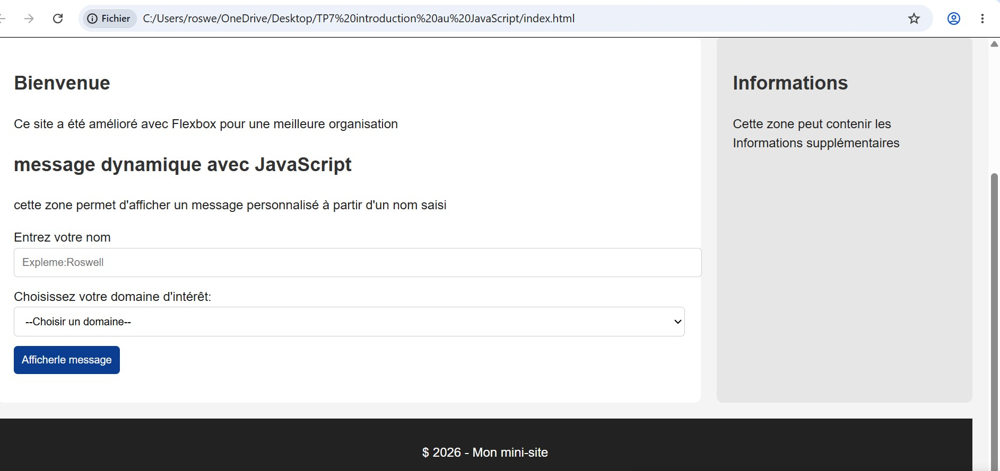 Fichier C:/Users/roswe/OneDrive/Desktop/TP7%20introduction%20au%20JavaScript/index.html
Bienvenue
Ce site a été amélioré avec Flexbox pour une meilleure organisation
message dynamique avec JavaScript
cette zone permet d'afficher un message personnalisé à partir d'un nom saisi
Entrez votre nom
Expleme:Roswell
Choisissez votre domaine d'intérêt:
--Choisir un domaine--
Afficherle message
Informations
Cette zone peut contenir les
Informations supplémentaires
$ 2026 - Mon mini-site